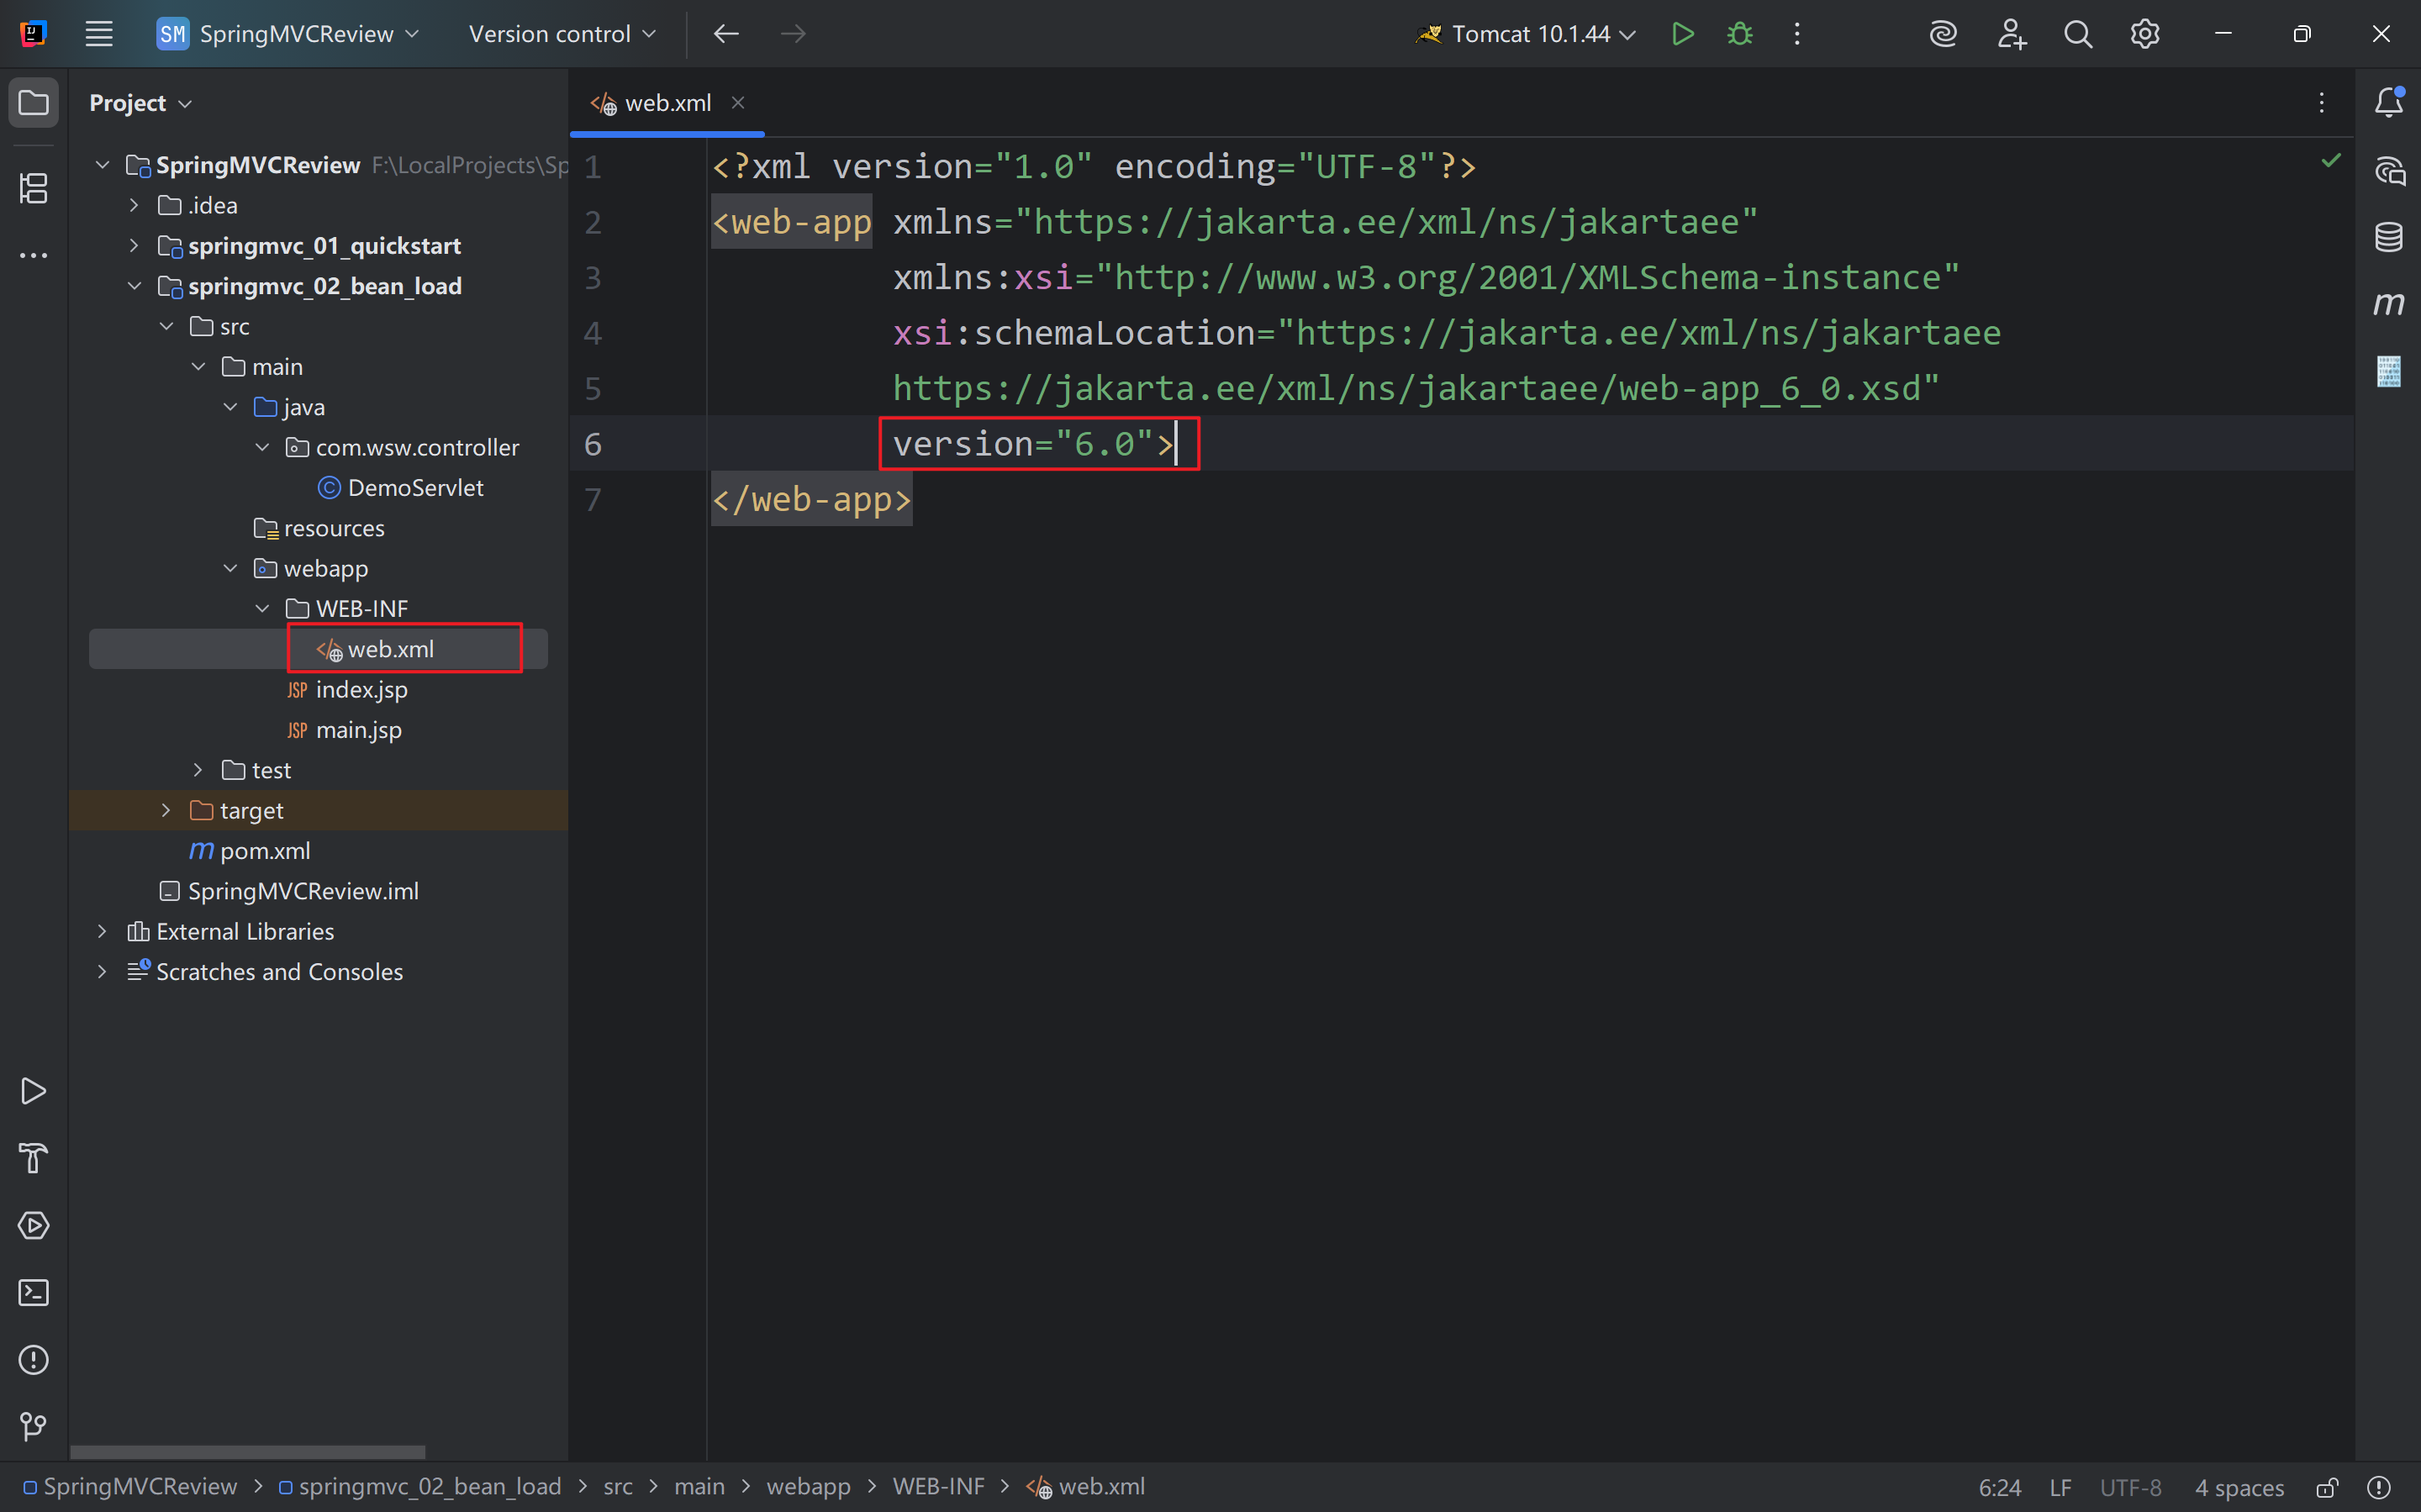 SM SpringMVCReview Version control Tomcat 10.1.44
Project
SpringMVCReview F:\LocalProjects\Sp
.idea
springmvc_01_quickstart
springmvc_02_bean_load
src
main
java
com.wsw.controller
DemoServlet
resources
webapp
WEB-INF
web.xml
JSP index.jsp
JSP main.jsp
test
target
m pom.xml
SpringMVCReview.iml
External Libraries
Scratches and Consoles
web.xml
1 <?xml version="1.0" encoding="UTF-8"?>
2 <web-app xmlns="https://jakarta.ee/xml/ns/jakartaee"
3 xmlns:xsi="http://www.w3.org/2001/XMLSchema-instance"
4 xsi:schemaLocation="https://jakarta.ee/xml/ns/jakartaee
5 https://jakarta.ee/xml/ns/jakartaee/web-app_6_0.xsd"
6 version="6.0">
7 </web-app>
m
SpringMVCReview > springmvc_02_bean_load > src > main > webapp > WEB-INF > web.xml 6:24 LF UTF-8 4 spaces